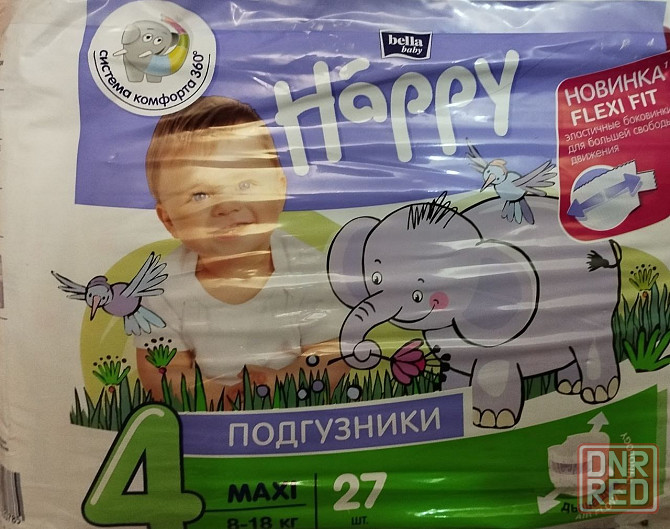 система комфорта 360°
bella
baby
Happy
НОВИНКА
FLEXI FIT
эластичные боковинки
для большей свободы
движения
ПОДГУЗНИКИ
4
MAXI
8-18 кг
27
шт.
DNR
RED